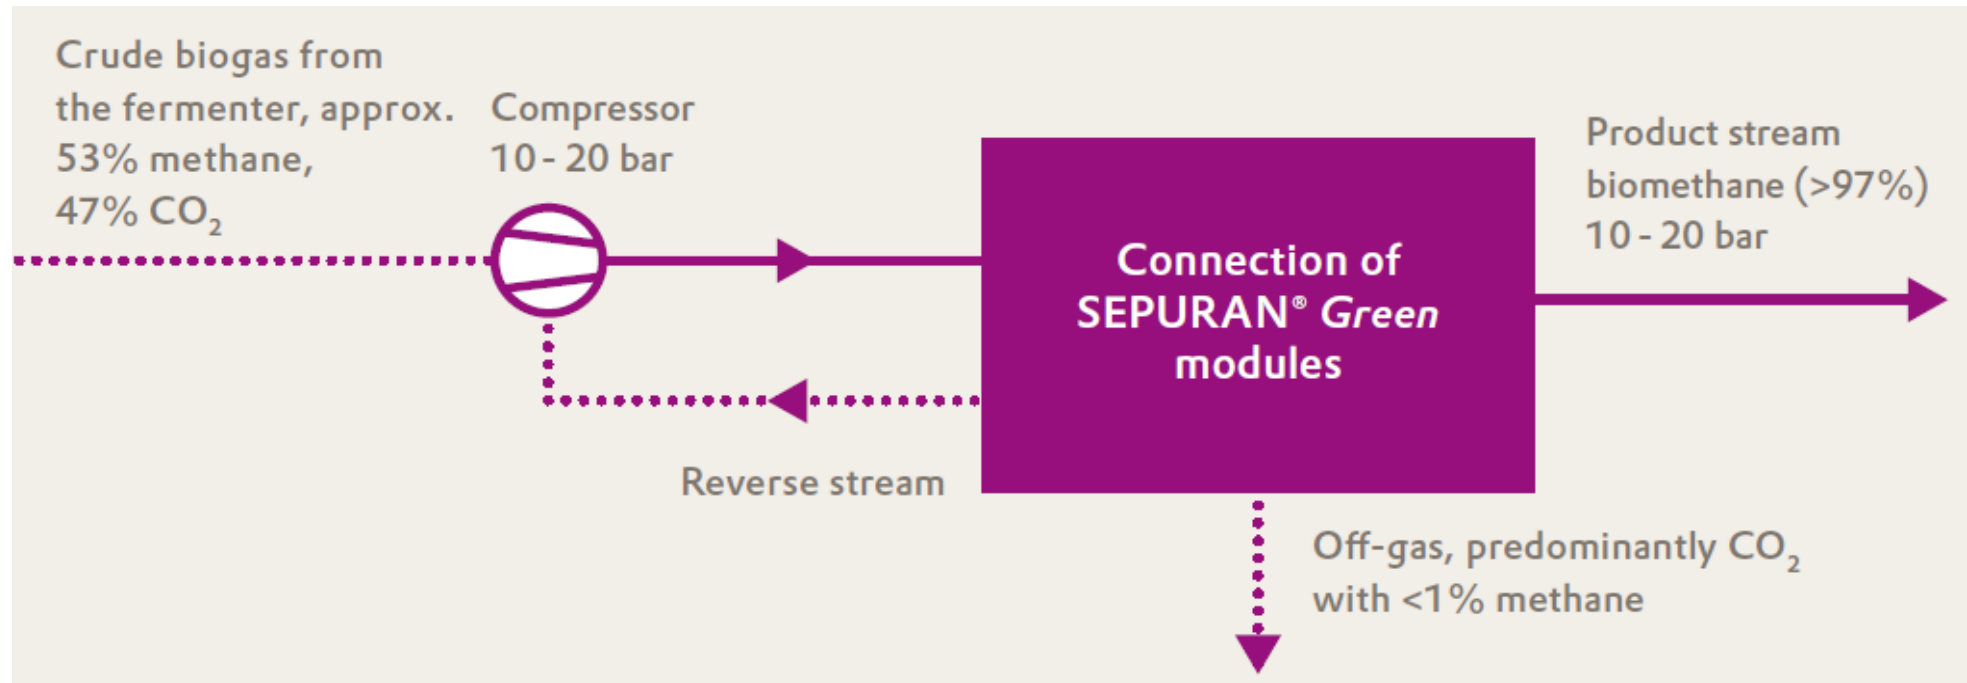 Crude biogas from
the fermenter, approx.
53% methane,
47% CO₂
Compressor
10 - 20 bar
Connection of
SEPURAN® Green
modules
Product stream
biomethane (>97%)
10 - 20 bar
Reverse stream
Off-gas, predominantly CO₂
with <1% methane